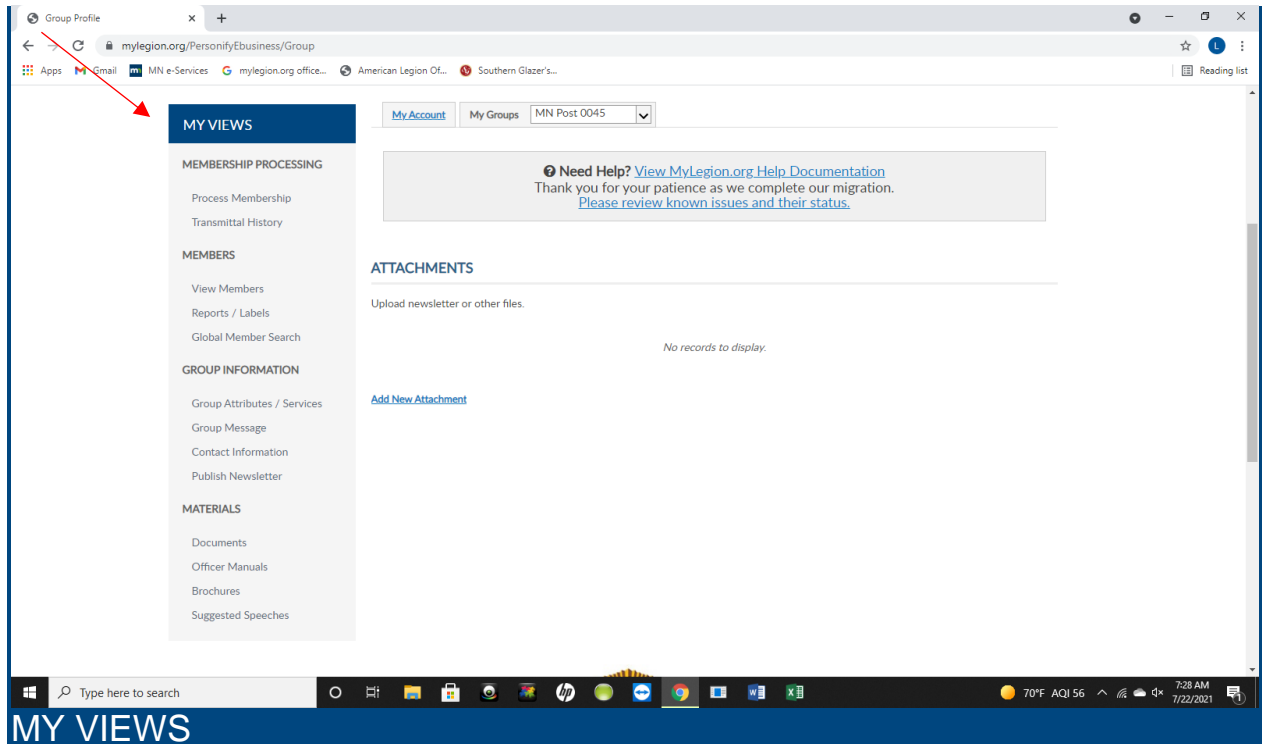 Group Profile
mylegion.org/PersonifyEbusiness/Group
Apps Gmail MN e-Services mylegion.org office... American Legion Of... Southern Glazer's... Reading list
MY VIEWS
MEMBERSHIP PROCESSING
Process Membership
Transmittal History
MEMBERS
View Members
Reports / Labels
Global Member Search
GROUP INFORMATION
Group Attributes / Services
Group Message
Contact Information
Publish Newsletter
MATERIALS
Documents
Officer Manuals
Brochures
Suggested Speeches
My Account My Groups MN Post 0045
Need Help? View MyLegion.org Help Documentation
Thank you for your patience as we complete our migration.
Please review known issues and their status.
ATTACHMENTS
Upload newsletter or other files.
No records to display.
Add New Attachment
Type here to search
70°F AQI 56
7:28 AM
7/22/2021
MY VIEWS